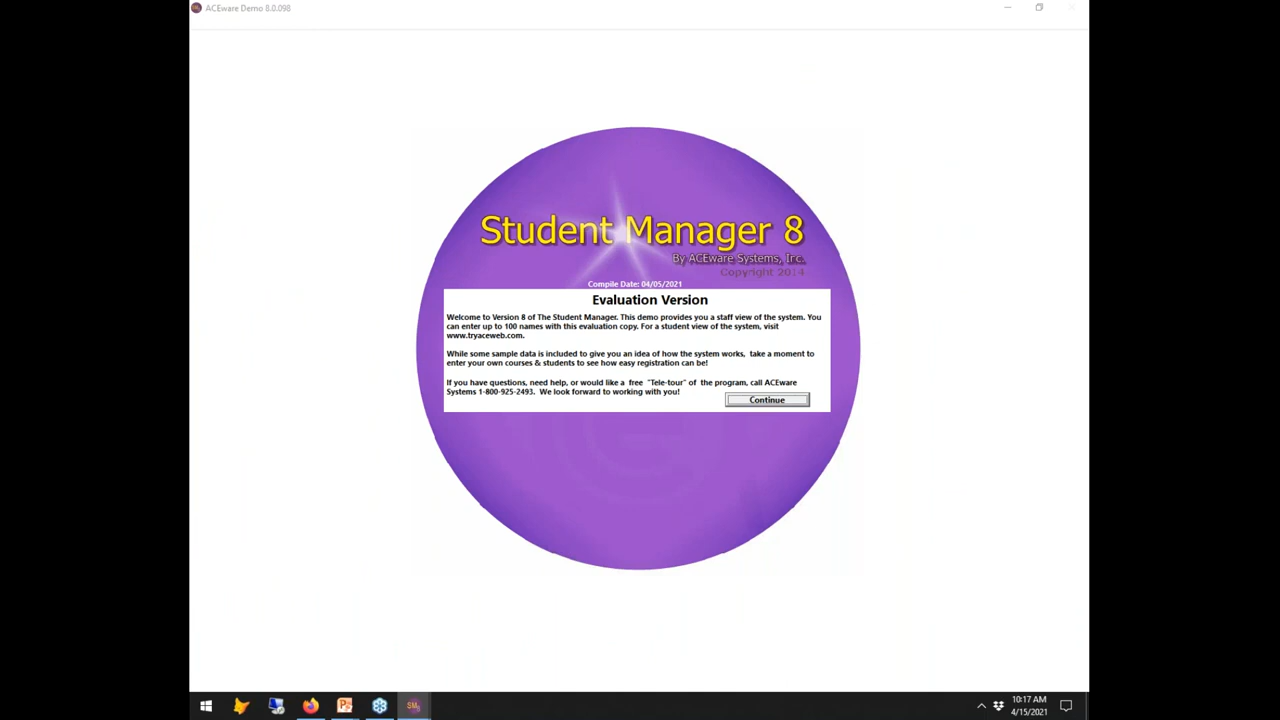 ACEware Demo 8.0.098
Student Manager 8
By ACEware Systems, Inc.
Copyright 2014
Compile Date: 04/05/2021
Evaluation Version
Welcome to Version 8 of The Student Manager. This demo provides you a staff view of the system. You
can enter up to 100 names with this evaluation copy. For a student view of the system, visit
www.tryaceweb.com.
While some sample data is included to give you an idea of how the system works, take a moment to
enter your own courses & students to see how easy registration can be!
If you have questions, need help, or would like a free "Tele-tour" of the program, call ACEware
Systems 1-800-925-2493. We look forward to working with you!
Continue
10:17 AM
4/15/2021